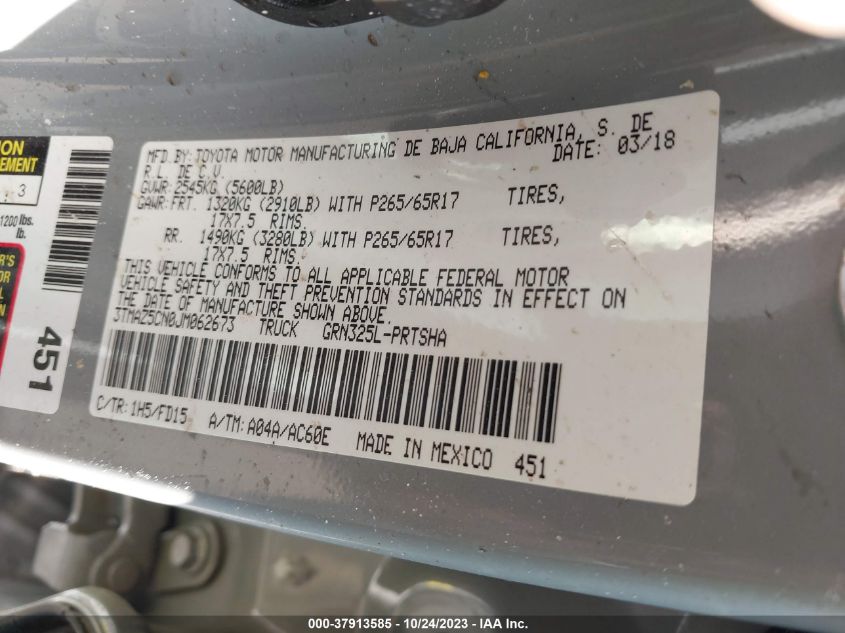 ION
EMENT
3
1200 lbs.
lb.
R'S
OR
L
N
451
MFD.BY:TOYOTA MOTOR MANUFACTURING DE BAJA CALIFORNIA, S. DE
R.L. DE C.V. DATE: 03/18
GVWR:2545KG (5600LB)
GAWR:FRT. 1320KG (2910LB) WITH P265/65R17 TIRES,
17X7.5 RIMS.
RR. 1490KG (3280LB) WITH P265/65R17 TIRES,
17X7.5 RIMS.
THIS VEHICLE CONFORMS TO ALL APPLICABLE FEDERAL MOTOR
VEHICLE SAFETY AND THEFT PREVENTION STANDARDS IN EFFECT ON
THE DATE OF MANUFACTURE SHOWN ABOVE.
3TMAZ5CN0JM062673 TRUCK GRN325L-PRTSHA
C/TR:1H5/FD15 A/TM:A04A/AC60E MADE IN MEXICO 451
000-37913585 - 10/24/2023 - IAA Inc.